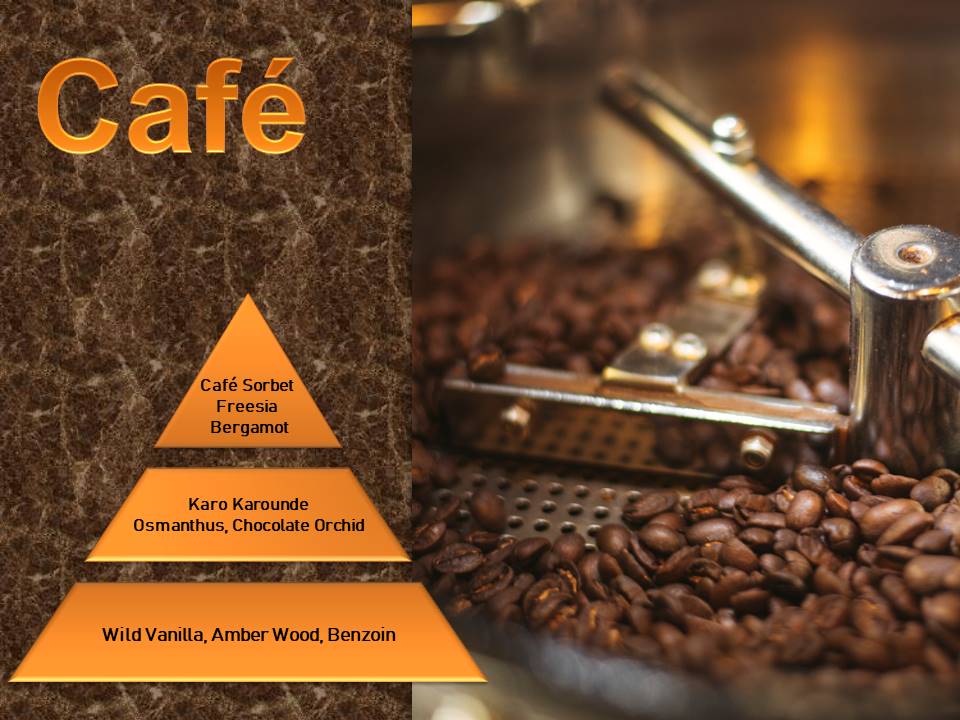 Café
Café Sorbet
Freesia
Bergamot
Karo Karounde
Osmanthus, Chocolate Orchid
Wild Vanilla, Amber Wood, Benzoin